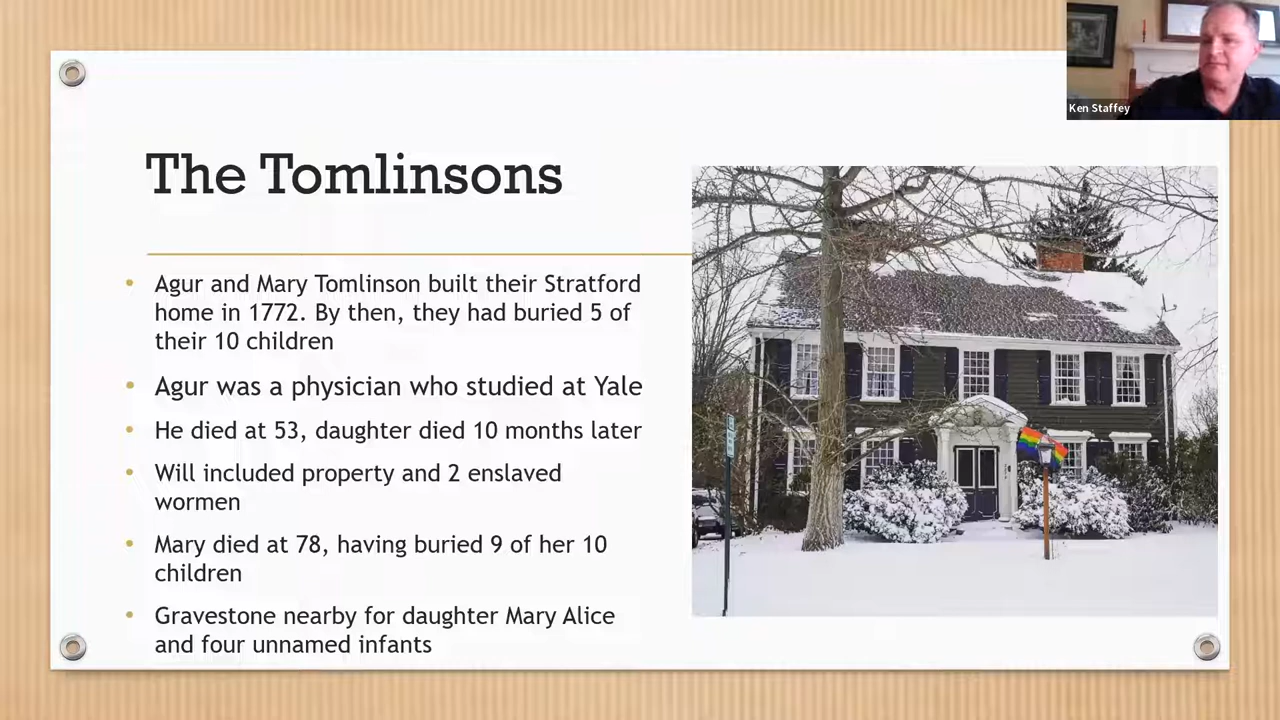 Ken Staffey
The Tomlinsons
• Agur and Mary Tomlinson built their Stratford
home in 1772. By then, they had buried 5 of
their 10 children
• Agur was a physician who studied at Yale
• He died at 53, daughter died 10 months later
• Will included property and 2 enslaved
wormen
• Mary died at 78, having buried 9 of her 10
children
• Gravestone nearby for daughter Mary Alice
and four unnamed infants